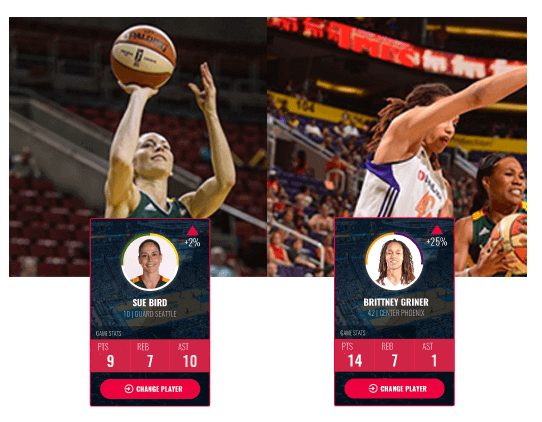 SPALDING
104
+2%
SUE BIRD
10 | GUARD SEATTLE
GAME STATS
PTS REB AST
9 7 10
CHANGE PLAYER
+25%
BRITTNEY GRINER
42 | CENTER PHOENIX
GAME STATS
PTS REB AST
14 7 1
CHANGE PLAYER